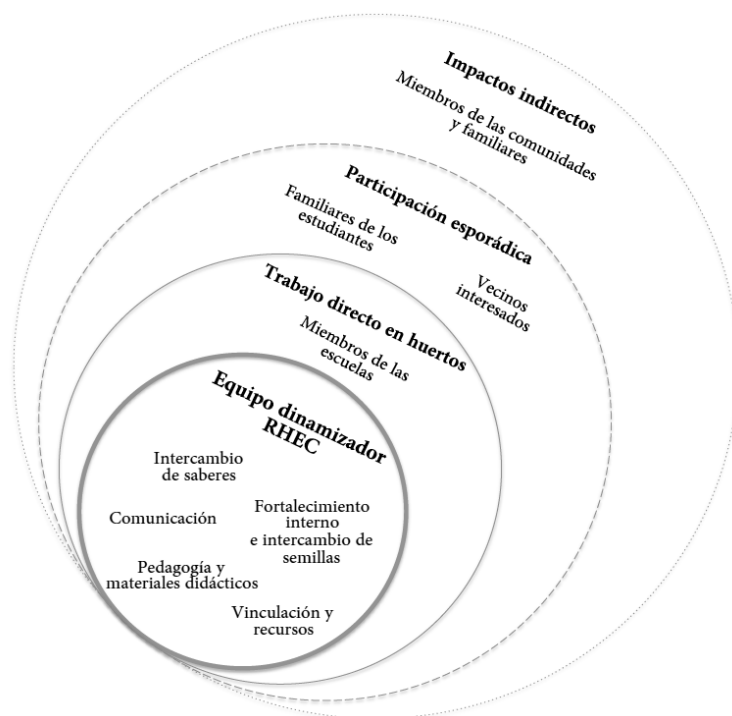 Impactos indirectos
Miembros de las comunidades
y familiares
Participación esporádica
Familiares de los
estudiantes
Vecinos
interesados
Trabajo directo en huertos
Miembros de las
escuelas
Equipo dinamizador
RHEC
Intercambio
de saberes
Comunicación
Fortalecimiento
interno
e intercambio de
semillas
Pedagogía y
materiales didácticos
Vinculación y
recursos